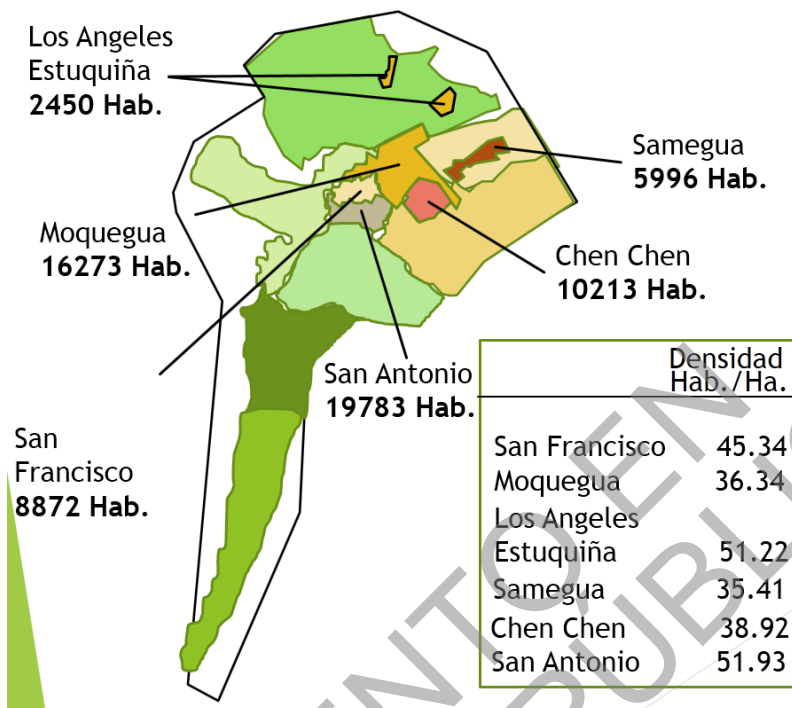 Los Angeles
Estuquiña
2450 Hab.
Samegua
5996 Hab.
Moquegua
16273 Hab.
Chen Chen
10213 Hab.
San Antonio
19783 Hab.
San
Francisco
8872 Hab.
Densidad
Hab./Ha.
San Francisco 45.34
Moquegua 36.34
Los Angeles
Estuquiña 51.22
Samegua 35.41
Chen Chen 38.92
San Antonio 51.93